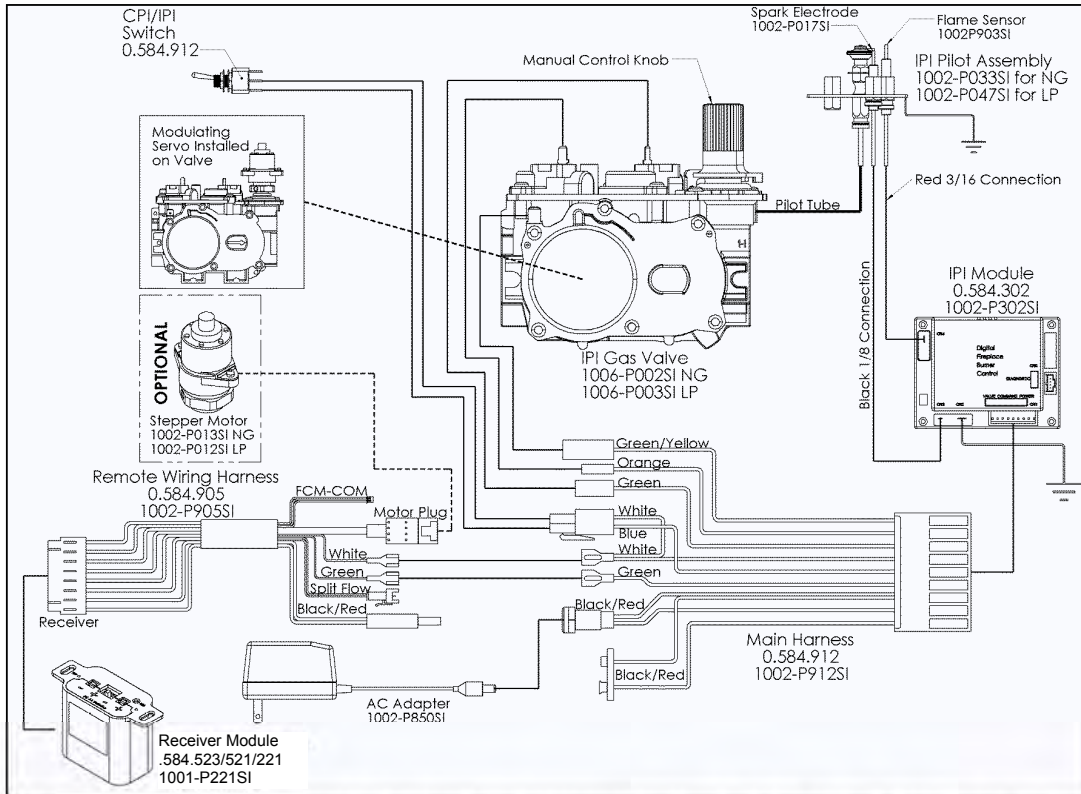 CPI/IPI
Switch
0.584.912
Spark Electrode
1002-P017SI
Flame Sensor
1002P903SI
IPI Pilot Assembly
1002-P033SI for NG
1002-P047SI for LP
Manual Control Knob
Modulating
Servo Installed
on Valve
Red 3/16 Connection
Pilot Tube
IPI Module
0.584.302
1002-P302SI
Digital
Fireplace
Burner
Control
DIAGNOSTIC
VALVE COMMAND POWER
Black 1/8 Connection
OPTIONAL
Stepper Motor
1002-P013SI NG
1002-P012SI LP
IPI Gas Valve
1006-P002SI NG
1006-P003SI LP
Green/Yellow
Orange
Green
White
Blue
White
Green
Black/Red
Black/Red
Remote Wiring Harness
0.584.905
1002-P905SI
FCM-COM
Motor Plug
White
Green
Split Flow
Black/Red
Receiver
Main Harness
0.584.912
1002-P912SI
AC Adapter
1002-P850SI
Receiver Module
.584.523/521/221
1001-P221SI